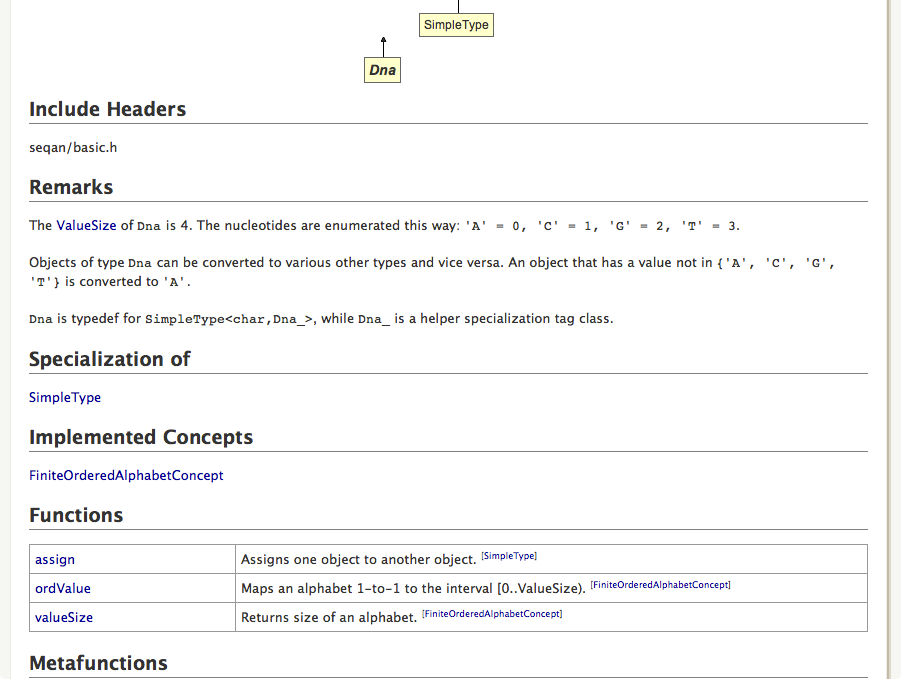 SimpleType
Dna
Include Headers
seqan/basic.h
Remarks
The ValueSize of Dna is 4. The nucleotides are enumerated this way: 'A' = 0, 'C' = 1, 'G' = 2, 'T' = 3.
Objects of type Dna can be converted to various other types and vice versa. An object that has a value not in {'A', 'C', 'G',
'T'} is converted to 'A'.
Dna is typedef for SimpleType<char,Dna_>, while Dna_ is a helper specialization tag class.
Specialization of
SimpleType
Implemented Concepts
FiniteOrderedAlphabetConcept
Functions
assign Assigns one object to another object. [SimpleType]
ordValue Maps an alphabet 1-to-1 to the interval [0..ValueSize). [FiniteOrderedAlphabetConcept]
valueSize Returns size of an alphabet. [FiniteOrderedAlphabetConcept]
Metafunctions